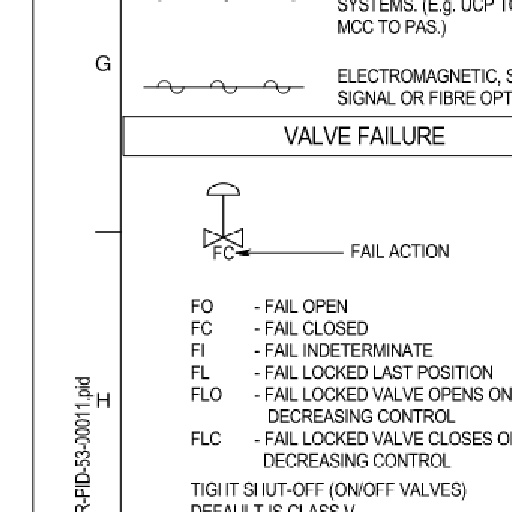 SYSTEMS. (E.g. UCP
MCC TO PAS.)
G
ELECTROMAGNETIC,
SIGNAL OR FIBRE
VALVE FAILURE
FC
FAIL ACTION
FO - FAIL OPEN
FC - FAIL CLOSED
FI - FAIL INDETERMINATE
FL - FAIL LOCKED LAST POSITION
FLO - FAIL LOCKED VALVE OPENS ON
DECREASING CONTROL
FLC - FAIL LOCKED VALVE CLOSES
DECREASING CONTROL
H
R-PID-53-00011.pid
TIGHT SHUT-OFF (ON/OFF VALVES)
DEFAULT IS CLASS V